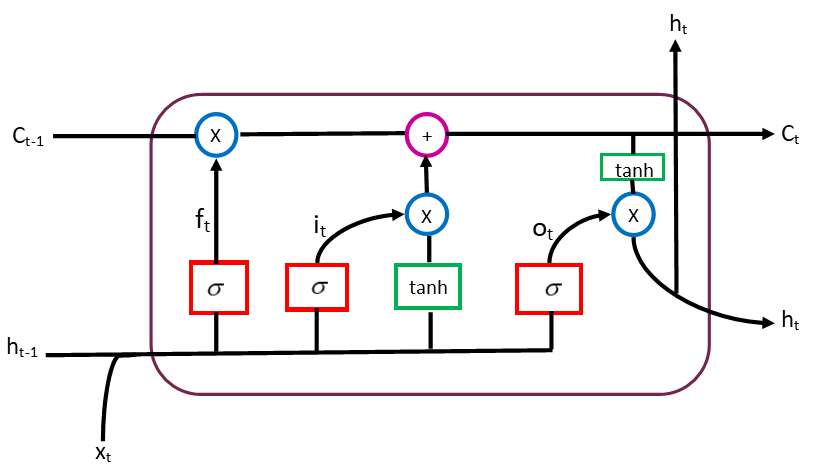 hₜ
Cₜ₋₁
X
+
Cₜ
tanh
fₜ
iₜ
X
oₜ
X
σ
σ
tanh
σ
hₜ
hₜ₋₁
xₜ